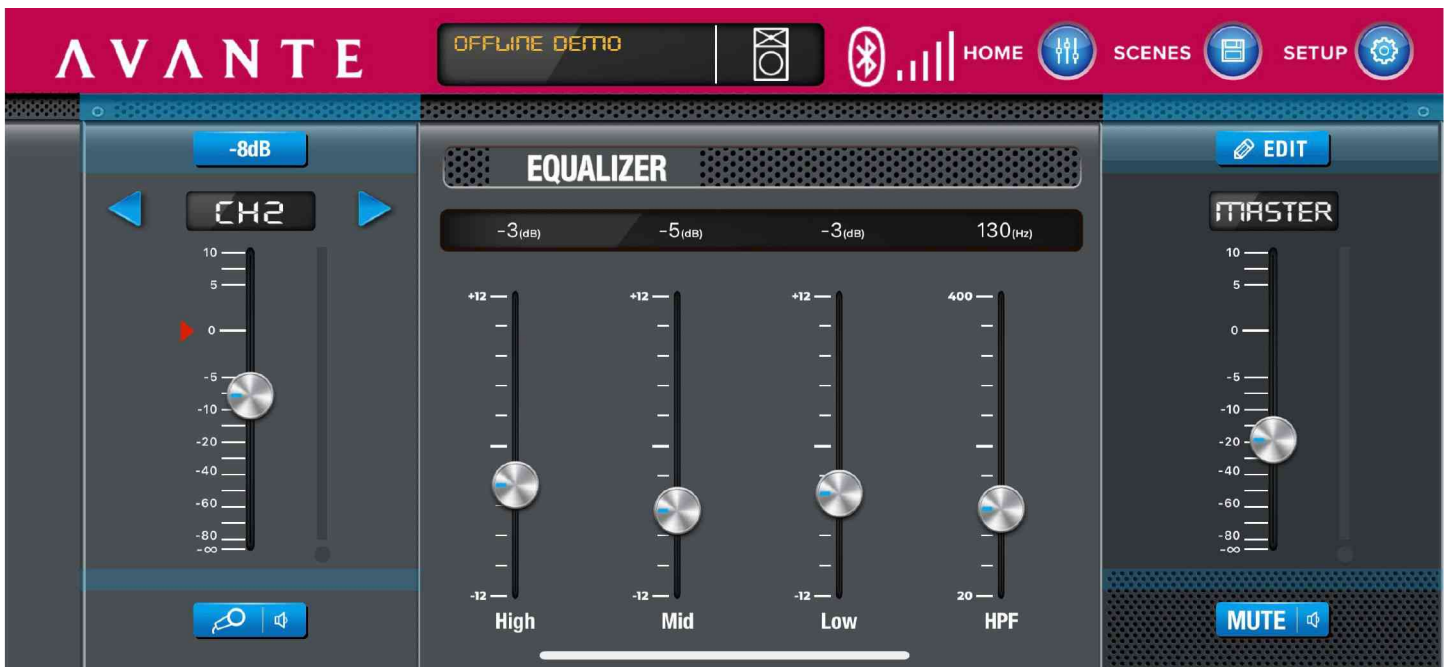 AVANTE
OFFLINE DEMO
HOME
SCENES
SETUP
-8dB
CH2
10
5
0
-5
-10
-20
-40
-60
-80
-∞
EQUALIZER
-3(dB) -5(dB) -3(dB) 130(Hz)
+12 +12 +12 400
-12 -12 -12 20
High Mid Low HPF
EDIT
MASTER
10
5
0
-5
-10
-20
-40
-60
-80
-∞
MUTE